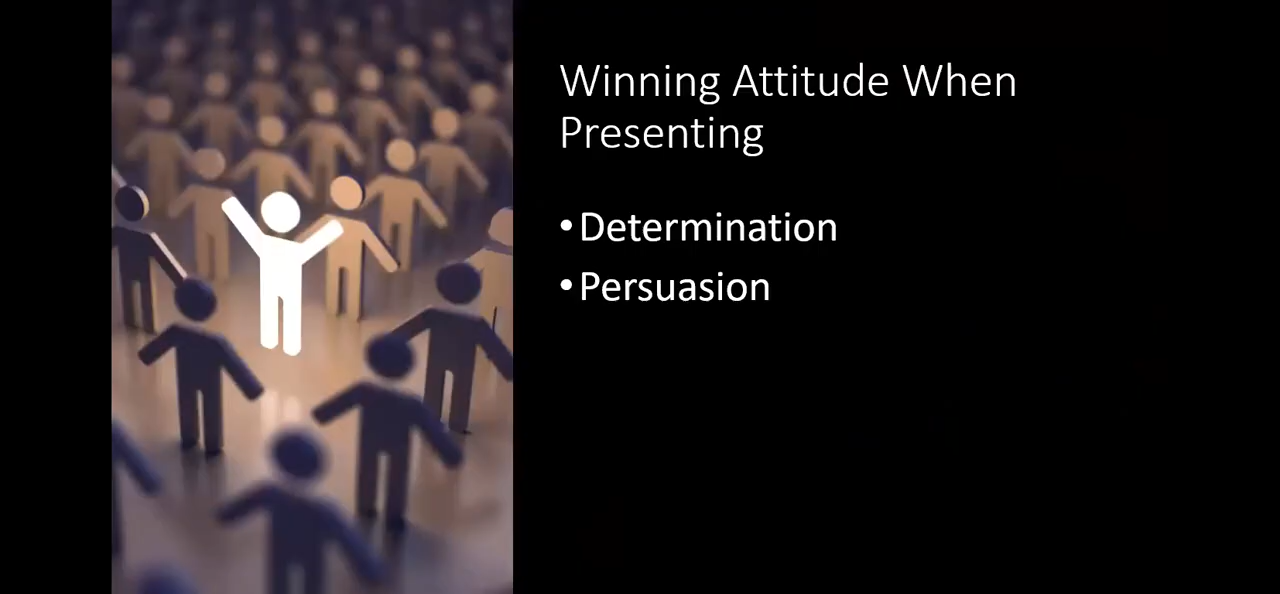 Winning Attitude When
Presenting
•Determination
•Persuasion